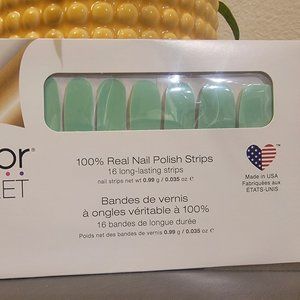 or®
ET
100% Real Nail Polish Strips
16 long-lasting strips
nail strips net wt 0.99 g / 0.035 oz e
Bandes de vernis
à ongles véritable à 100%
16 bandes de longue durée
Poids net des bandes de vernis 0.99 g / 0.035 oz e
Made in USA
Fabriquées aux
ÉTATS-UNIS